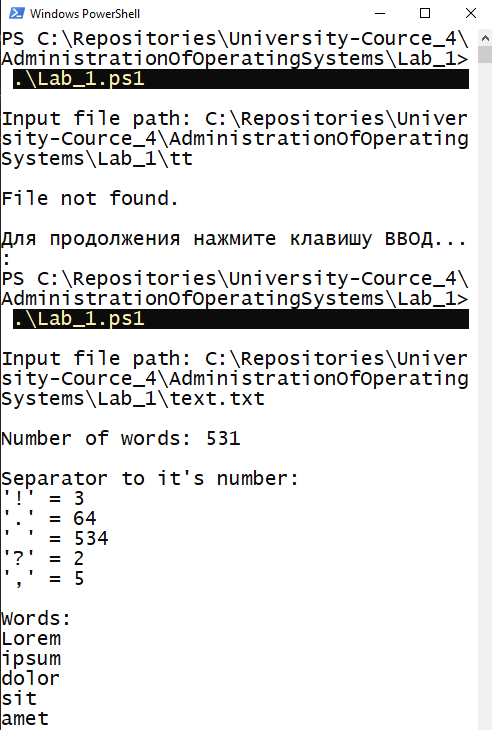 Windows PowerShell
PS C:\Repositories\University-Cource_4\
AdministrationOfOperatingSystems\Lab_1>
.\Lab_1.ps1
Input file path: C:\Repositories\Univer
sity-Cource_4\AdministrationOfOperating
Systems\Lab_1\tt
File not found.
Для продолжения нажмите клавишу ВВОД...
:
PS C:\Repositories\University-Cource_4\
AdministrationOfOperatingSystems\Lab_1>
.\Lab_1.ps1
Input file path: C:\Repositories\Univer
sity-Cource_4\AdministrationOfOperating
Systems\Lab_1\text.txt
Number of words: 531
Separator to it's number:
'!' = 3
'.' = 64
' ' = 534
'?' = 2
',' = 5
Words:
Lorem
ipsum
dolor
sit
amet